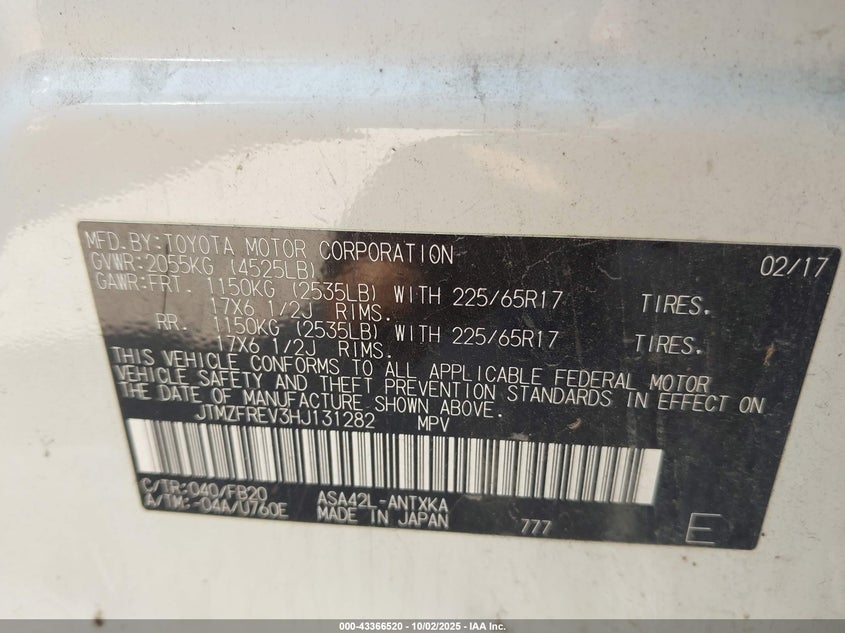 MFD.BY:TOYOTA MOTOR CORPORATION 02/17
GVWR:2055KG (4525LB)
GAWR:FRT. 1150KG (2535LB) WITH 225/65R17 TIRES.
17X6 1/2J RIMS.
RR. 1150KG (2535LB) WITH 225/65R17 TIRES.
17X6 1/2J RIMS.
THIS VEHICLE CONFORMS TO ALL APPLICABLE FEDERAL MOTOR
VEHICLE SAFETY AND THEFT PREVENTION STANDARDS IN EFFECT ON
THE DATE OF MANUFACTURE SHOWN ABOVE.
JTMZFREV3HJ131282 MPV
C/TR:040/FB20 ASA42L-ANTXKA
A/TM:-04A/U760E MADE IN JAPAN 777 E
000-43366520 - 10/02/2025 - IAA Inc.